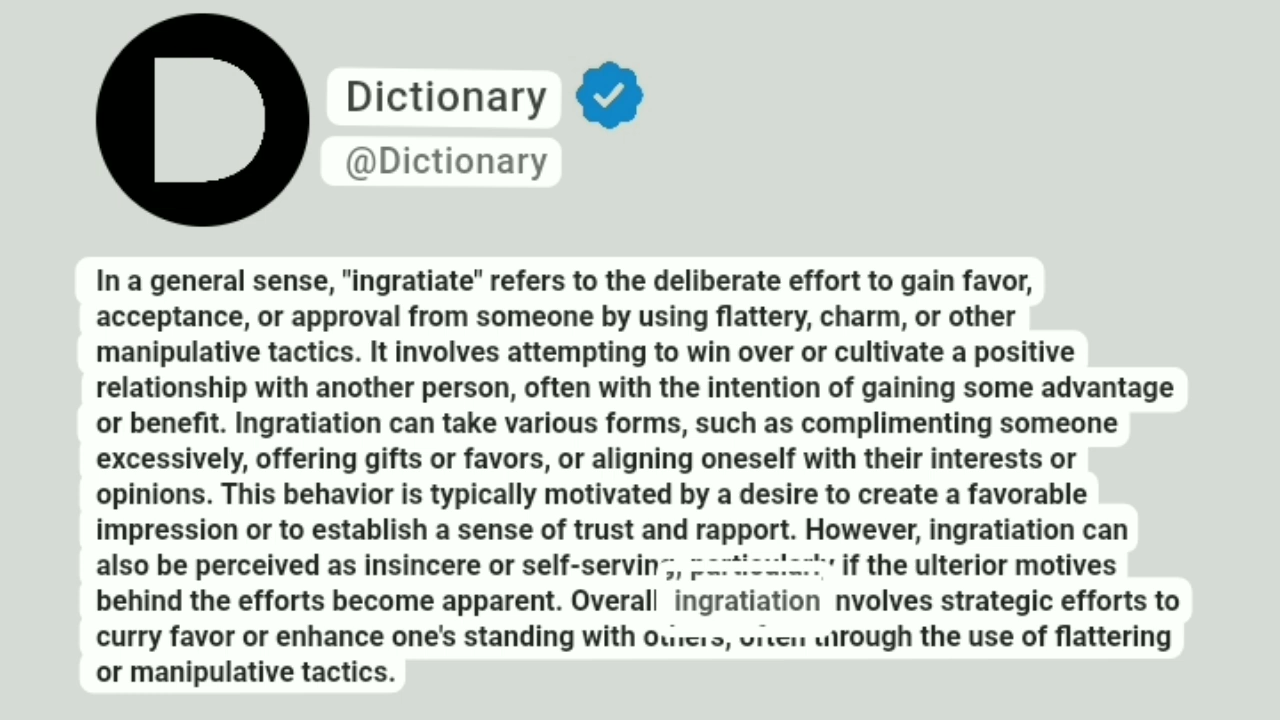 D
Dictionary
@Dictionary
In a general sense, "ingratiate" refers to the deliberate effort to gain favor,
acceptance, or approval from someone by using flattery, charm, or other
manipulative tactics. It involves attempting to win over or cultivate a positive
relationship with another person, often with the intention of gaining some advantage
or benefit. Ingratiation can take various forms, such as complimenting someone
excessively, offering gifts or favors, or aligning oneself with their interests or
opinions. This behavior is typically motivated by a desire to create a favorable
impression or to establish a sense of trust and rapport. However, ingratiation can
also be perceived as insincere or self-serving, particularly if the ulterior motives
behind the efforts become apparent. Overall ingratiation nvolves strategic efforts to
curry favor or enhance one's standing with others, often through the use of flattering
or manipulative tactics.